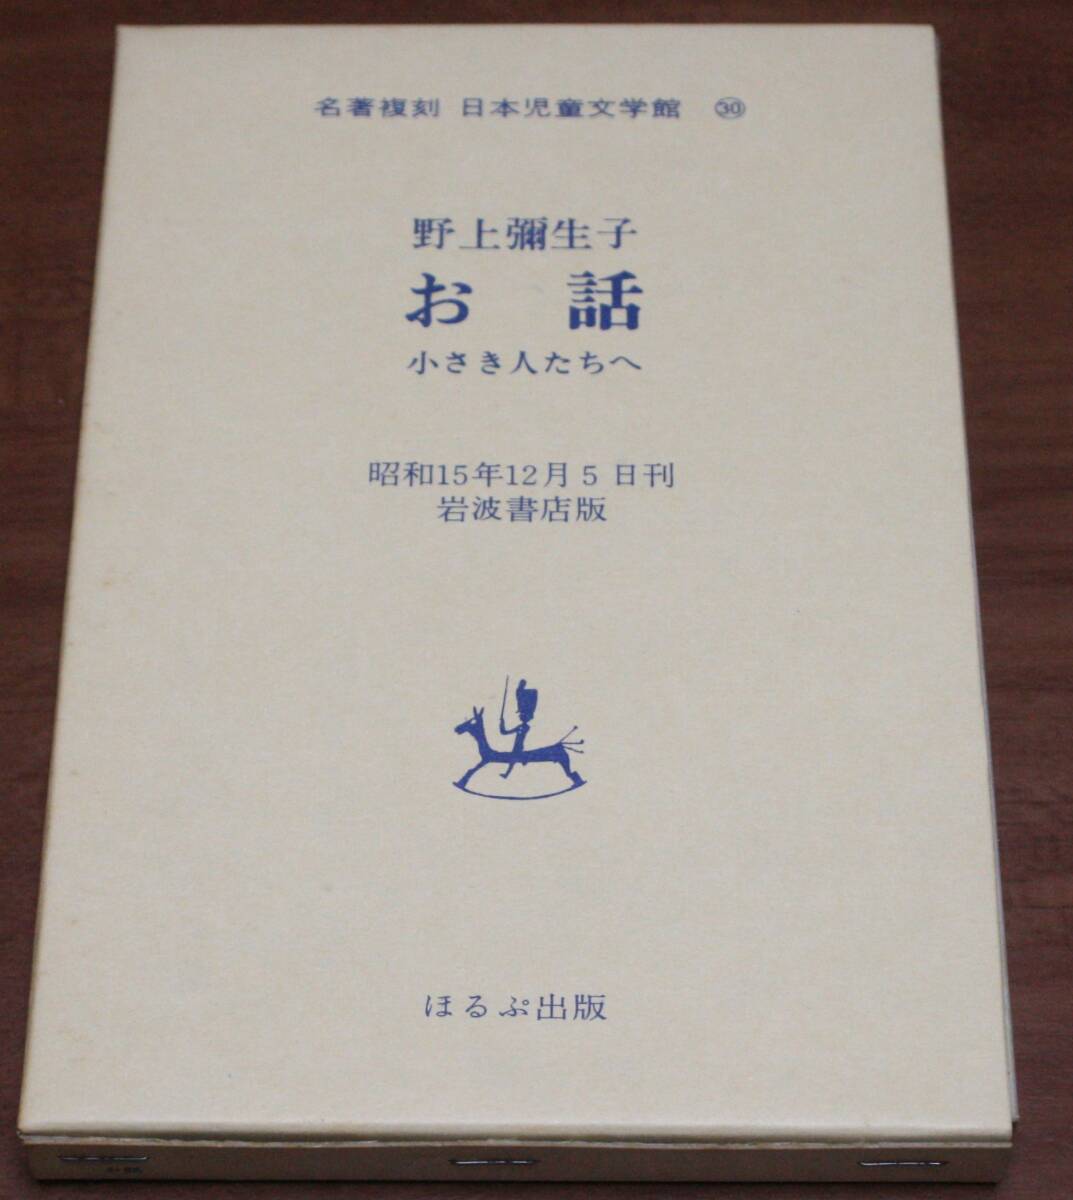 名著複刻 日本児童文学館 ㉚
野上彌生子
お 話
小さき人たちへ
昭和15年12月5日刊
岩波書店版
ほるぷ出版